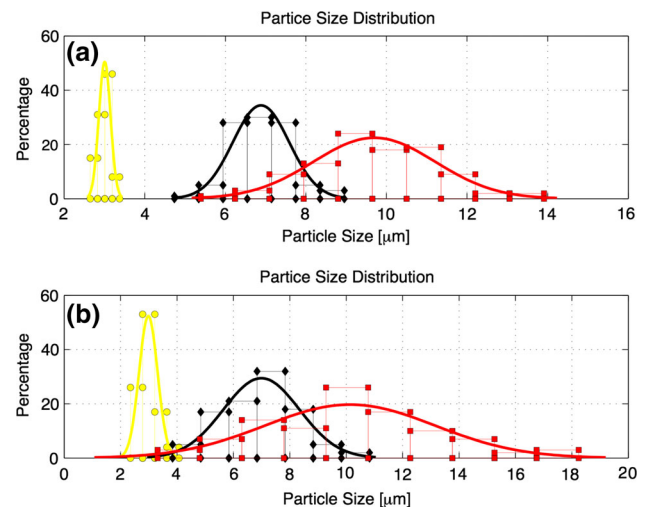 Partice Size Distribution
(a)
60
40
20
0
Percentage
2 4 6 8 10 12 14 16
Particle Size [μm]
Partice Size Distribution
(b)
60
40
20
0
Percentage
0 2 4 6 8 10 12 14 16 18 20
Particle Size [μm]